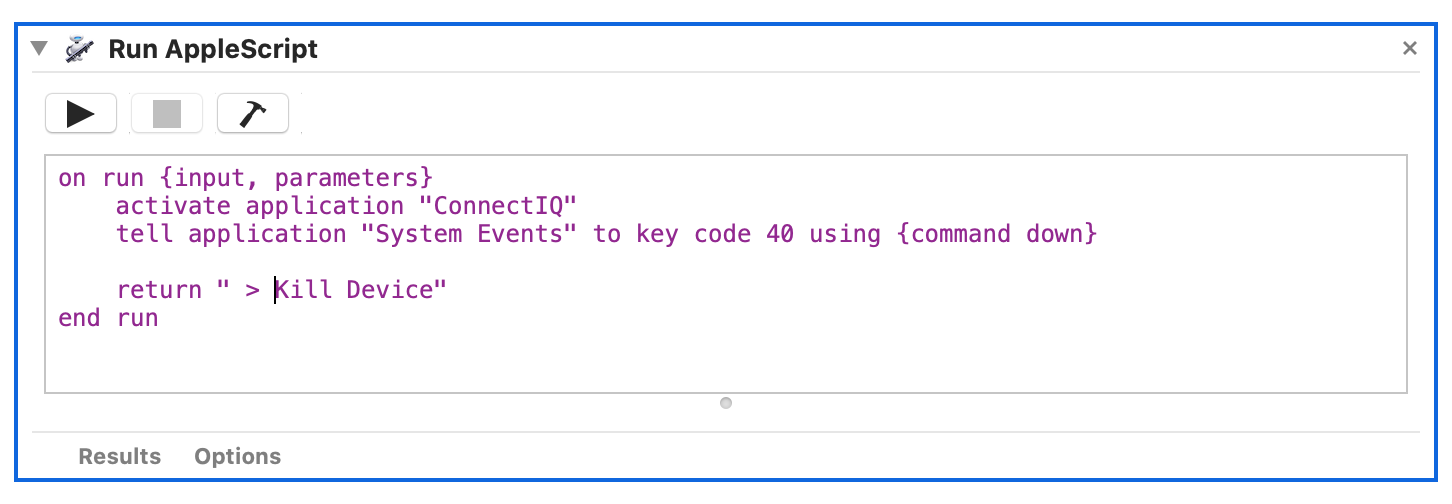 Run AppleScript
on run {input, parameters}
    activate application "ConnectIQ"
    tell application "System Events" to key code 40 using {command down}

    return " > Kill Device"
end run
Results Options